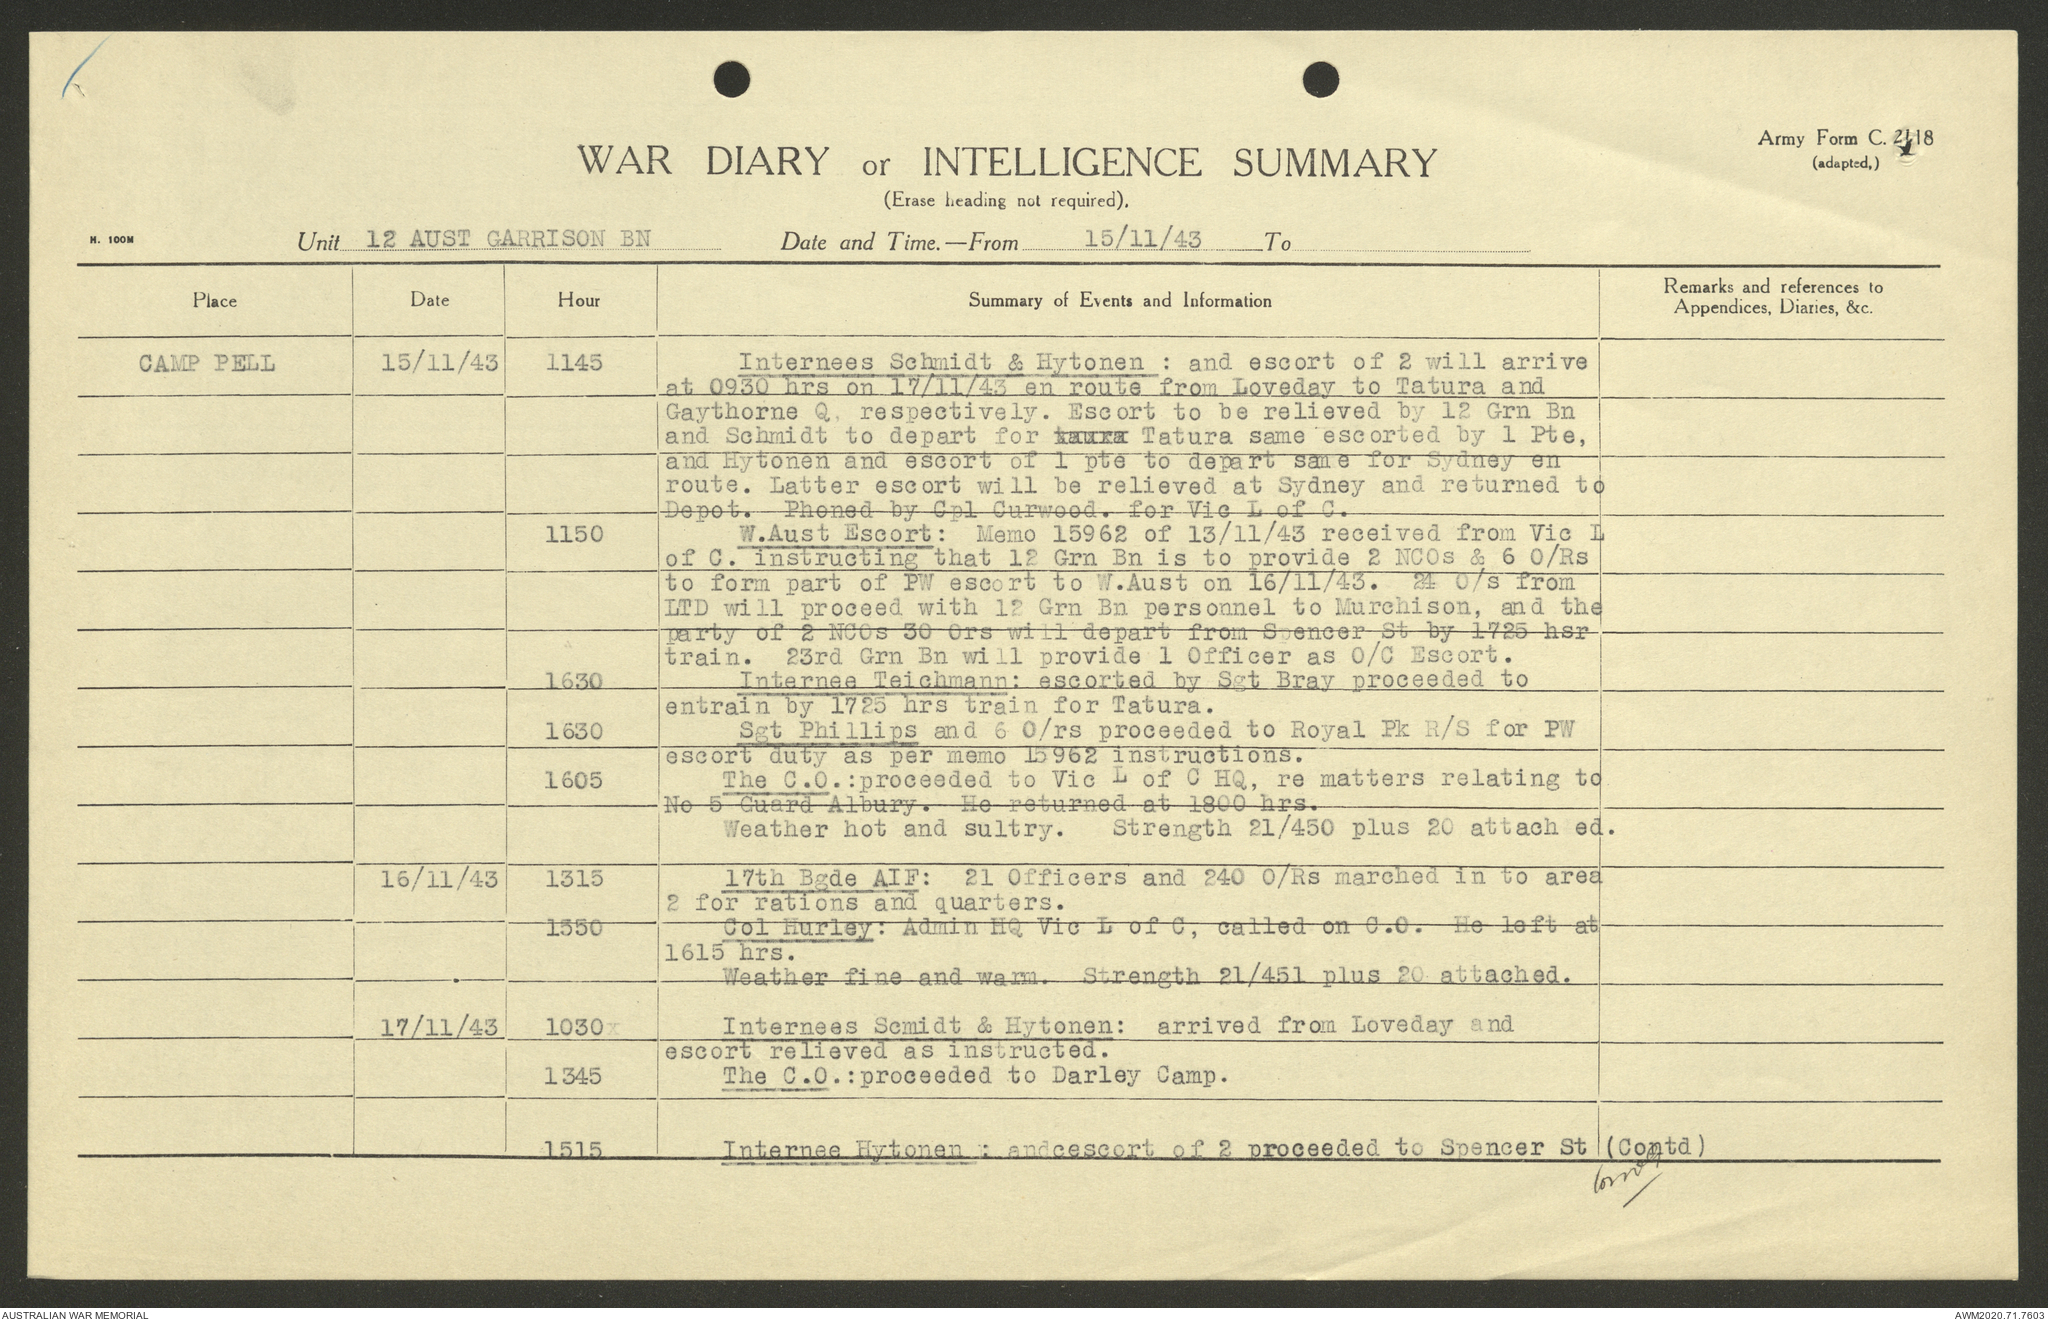 Army Form C. 2118
(adapted,)
WAR DIARY or INTELLIGENCE SUMMARY
(Erase heading not required).
H. 100M
Unit 12 AUST GARRISON BN Date and Time.—From 15/11/43 To
Place Date Hour Summary of Events and Information Remarks and references to
Appendices, Diaries, &c.
CAMP PELL 15/11/43 1145 Internees Schmidt & Hytonen : and escort of 2 will arrive
at 0930 hrs on 17/11/43 en route from Loveday to Tatura and
Gaythorne Q, respectively. Escort to be relieved by 12 Grn Bn
and Schmidt to depart for Tatura same escorted by 1 Pte,
and Hytonen and escort of 1 pte to depart same for Sydney en
route. Latter escort will be relieved at Sydney and returned to
Depot. Phoned by Cpl Curwood. for Vic L of C.
1150 W.Aust Escort: Memo 15962 of 13/11/43 received from Vic L
of C. instructing that 12 Grn Bn is to provide 2 NCOs & 6 O/Rs
to form part of PW escort to W.Aust on 16/11/43. 24 O/s from
LTD will proceed with 12 Grn Bn personnel to Murchison, and the
party of 2 NCOs 30 Ors will depart from Spencer St by 1725 hsr
train. 23rd Grn Bn will provide 1 Officer as O/C Escort.
1630 Internee Teichmann: escorted by Sgt Bray proceeded to
entrain by 1725 hrs train for Tatura.
1630 Sgt Phillips and 6 O/rs proceeded to Royal Pk R/S for PW
escort duty as per memo 15962 instructions.
1605 The C.O.:proceeded to Vic L of C HQ, re matters relating to
No 5 Guard Albury. He returned at 1800 hrs.
Weather hot and sultry. Strength 21/450 plus 20 attach ed.
16/11/43 1315 17th Bgde AIF: 21 Officers and 240 O/Rs marched in to area
2 for rations and quarters.
1550 Col Hurley: Admin HQ Vic L of C, called on C.O. He left at
1615 hrs.
Weather fine and warm. Strength 21/451 plus 20 attached.
17/11/43 1030x Internees Scmidt & Hytonen: arrived from Loveday and
escort relieved as instructed.
1345 The C.O.:proceeded to Darley Camp.
1515 Internee Hytonen : andcescort of 2 proceeded to Spencer St (Contd)
AUSTRALIAN WAR MEMORIAL
AWM2020.71.7603